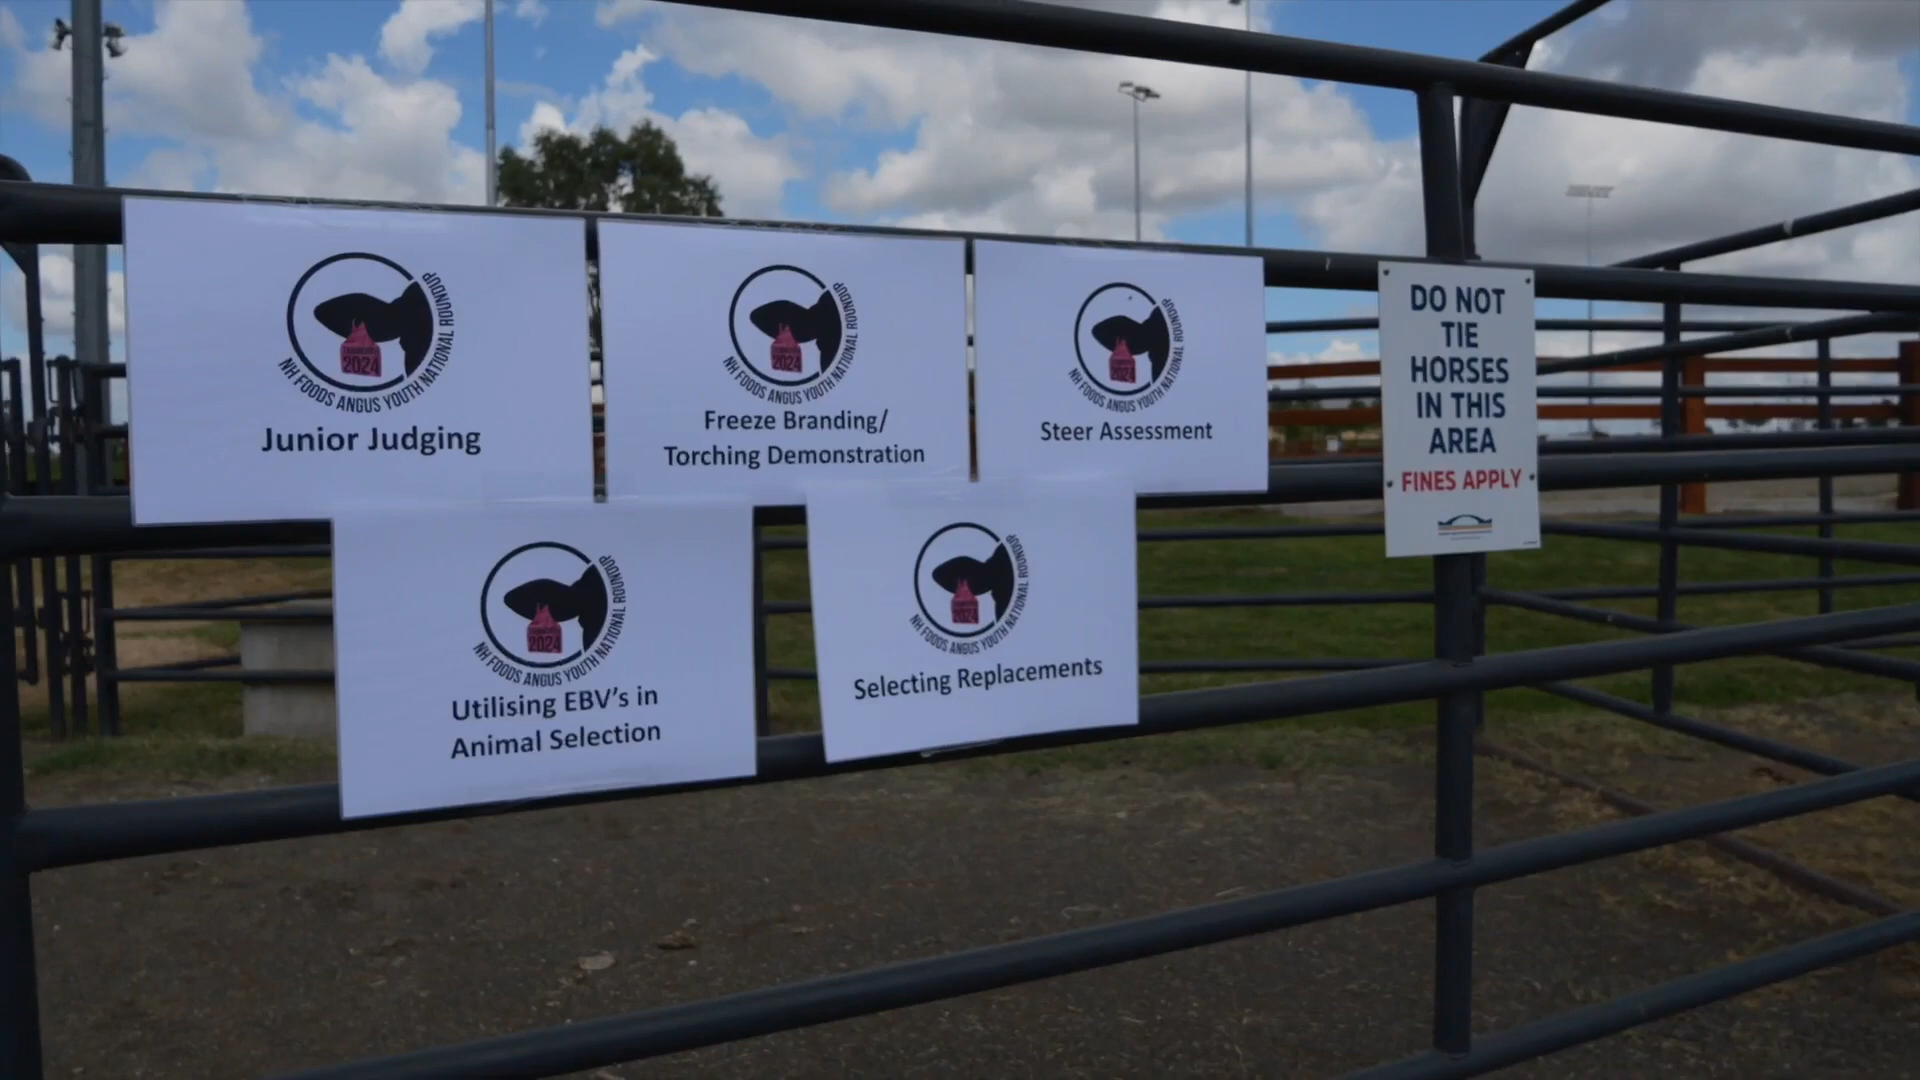 NH FOODS ANGUS YOUTH NATIONAL ROUNDUP
2024
Junior Judging
NH FOODS ANGUS YOUTH NATIONAL ROUNDUP
2024
Freeze Branding/
Torching Demonstration
NH FOODS ANGUS YOUTH NATIONAL ROUNDUP
2024
Steer Assessment
DO NOT
TIE
HORSES
IN THIS
AREA
FINES APPLY
NH FOODS ANGUS YOUTH NATIONAL ROUNDUP
2024
Utilising EBV's in
Animal Selection
NH FOODS ANGUS YOUTH NATIONAL ROUNDUP
2024
Selecting Replacements